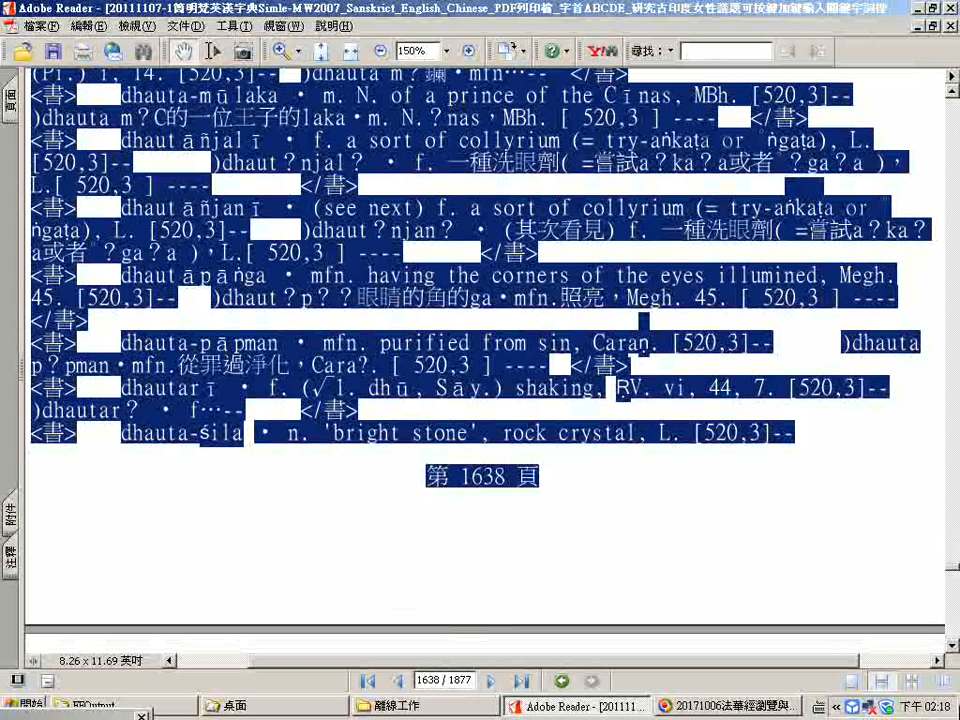 Adobe Reader - [20111107-1簡明梵英漢字典Simle-MW2007_Sanskrict_English_Chinese_PDF列印檔_字首ABCDE_研究古印度女性議題可按鍵加鍵輸入關鍵字詞搜
檔案(F) 編輯(E) 檢視(V) 文件(D) 工具(T) 視窗(W) 說明(H)
150% Y! 尋找：
頁面
(Pi.) i, 14. [520,3]-- )dhauta m?鑭·mfn…-- </書>
<書> dhauta-mūlaka · m. N. of a prince of the Cīnas, MBh. [520,3]--
)dhauta m?C的一位王子的laka·m. N.?nas，MBh. [ 520,3 ] ---- </書>
<書> dhautāñjalī · f. a sort of collyrium (= try-aṅkaṭa or °ṅgaṭa), L.
[520,3]-- )dhaut?njal? · f. 一種洗眼劑( =嘗試a?ka?a或者°?ga?a )，
L.[ 520,3 ] ---- </書>
<書> dhautāñjanī · (see next) f. a sort of collyrium (= try-aṅkaṭa or °
ṅgaṭa), L. [520,3]-- )dhaut?njan? · (其次看見) f. 一種洗眼劑( =嘗試a?ka?
a或者°?ga?a )，L.[ 520,3 ] ---- </書>
<書> dhautāpāṅga · mfn. having the corners of the eyes illumined, Megh.
45. [520,3]-- )dhaut?p??眼睛的角的ga·mfn.照亮，Megh. 45. [ 520,3 ] ----
</書>
<書> dhauta-pāpman · mfn. purified from sin, Caraṇ. [520,3]-- )dhauta
p?pman·mfn.從罪過淨化，Cara?. [ 520,3 ] ---- </書>
<書> dhautarī · f. (√1. dhū, Sāy.) shaking, ṚV. vi, 44, 7. [520,3]--
)dhautar? · f…-- </書>
<書> dhauta-śila · n. 'bright stone', rock crystal, L. [520,3]--
第 1638 頁
附件
注釋
8.26 x 11.69 英吋
1638 / 1877
開始 EEOutput 桌面 離線工作 Adobe Reader - [201111... 20171006法華經瀏覽與... 下午 02:18